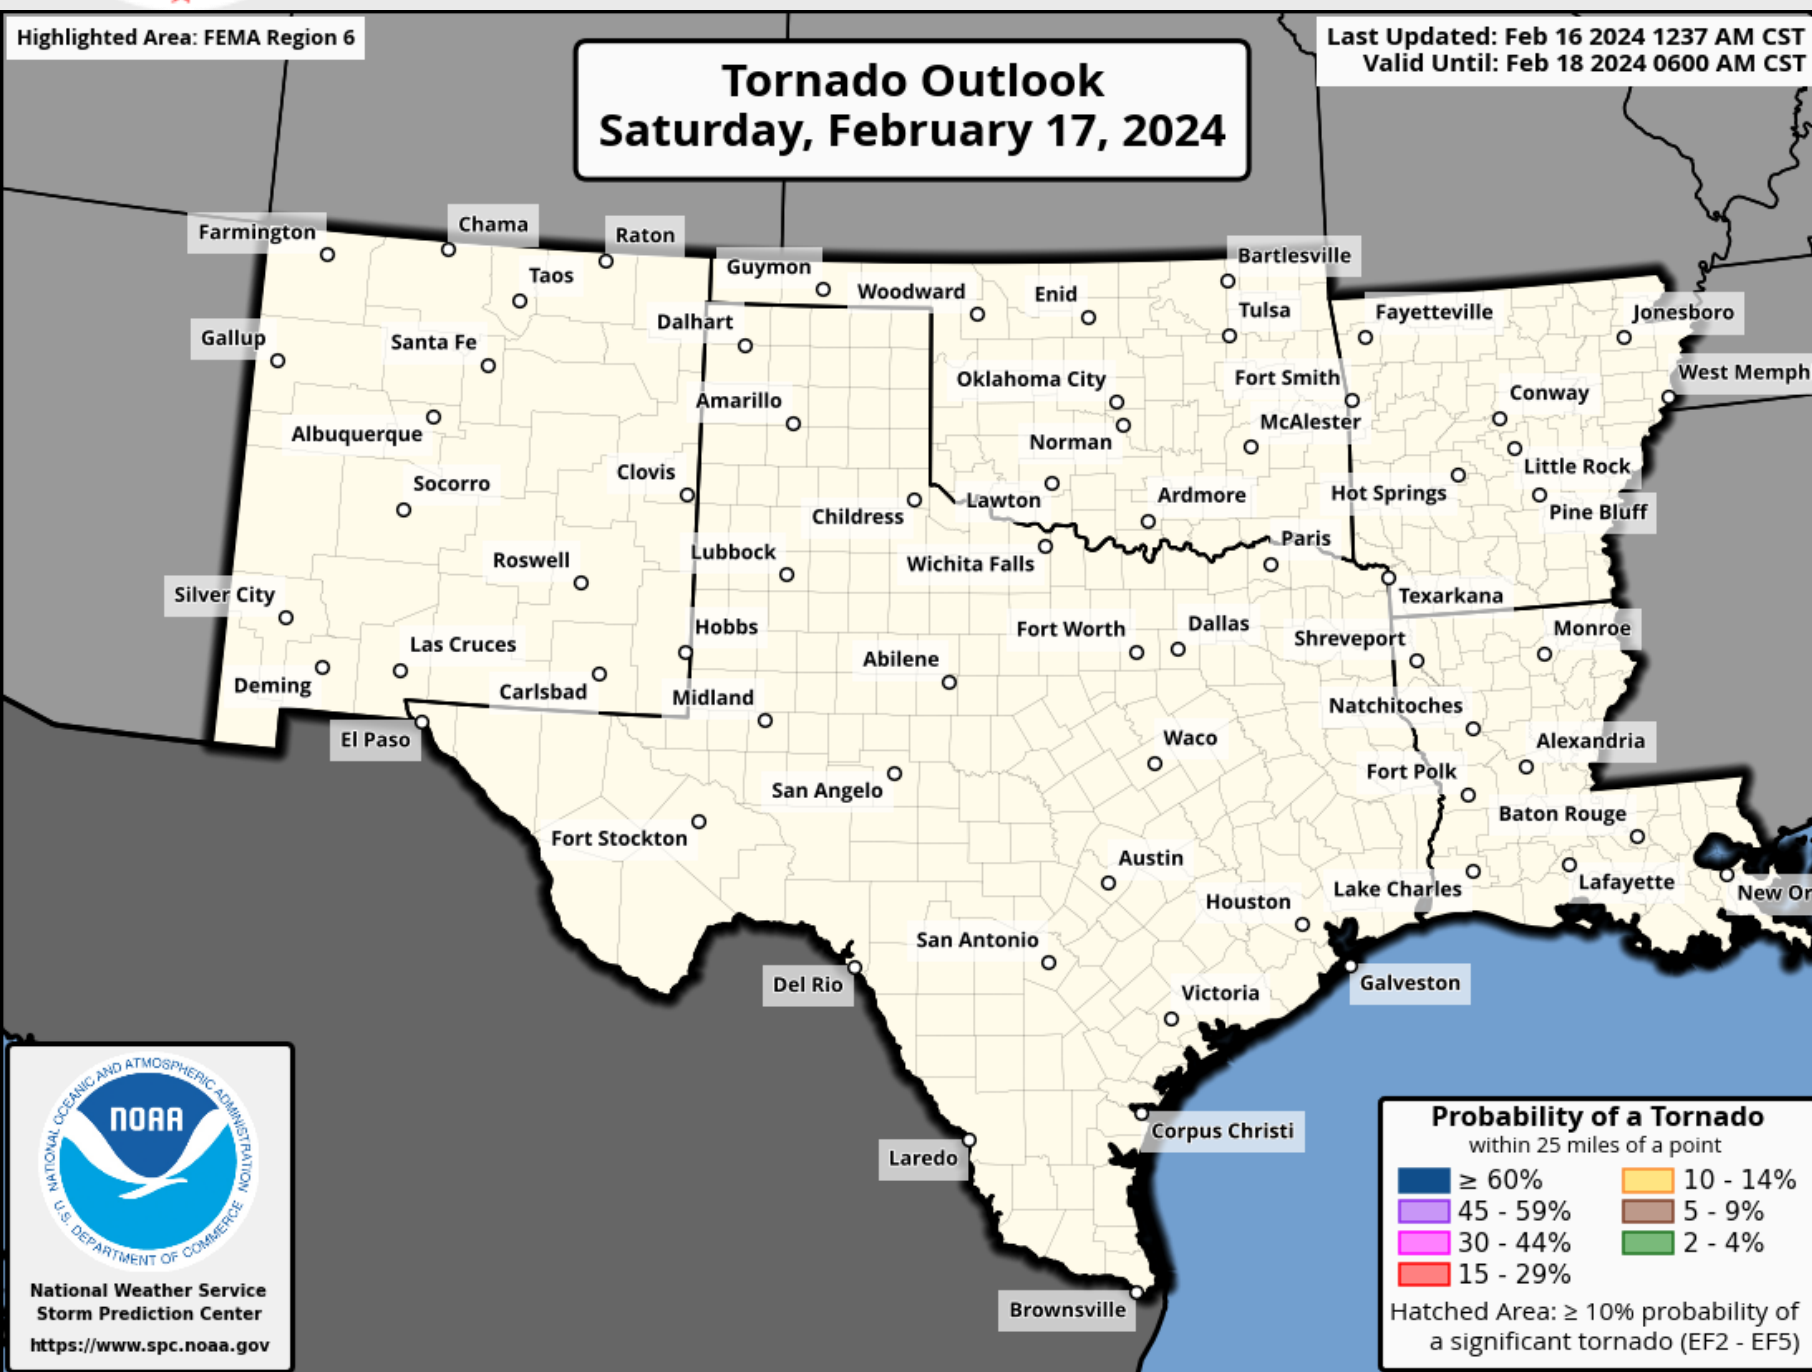 Highlighted Area: FEMA Region 6
Last Updated: Feb 16 2024 1237 AM CST
Valid Until: Feb 18 2024 0600 AM CST
Tornado Outlook
Saturday, February 17, 2024
Farmington
Chama
Raton
Taos
Guymon
Woodward
Enid
Bartlesville
Tulsa
Fayetteville
Jonesboro
Gallup
Santa Fe
Dalhart
Oklahoma City
Fort Smith
Conway
West Memph
Amarillo
Albuquerque
Norman
McAlester
Little Rock
Socorro
Clovis
Childress
Lawton
Ardmore
Hot Springs
Pine Bluff
Roswell
Lubbock
Wichita Falls
Paris
Silver City
Texarkana
Las Cruces
Hobbs
Fort Worth
Dallas
Shreveport
Monroe
Deming
Carlsbad
Midland
Abilene
Natchitoches
El Paso
Waco
Alexandria
San Angelo
Fort Polk
Fort Stockton
Baton Rouge
Austin
Houston
Lake Charles
Lafayette
New Or
San Antonio
Del Rio
Victoria
Galveston
Corpus Christi
Laredo
Brownsville
NATIONAL OCEANIC AND ATMOSPHERIC ADMINISTRATION
NOAA
U.S. DEPARTMENT OF COMMERCE
National Weather Service
Storm Prediction Center
https://www.spc.noaa.gov
Probability of a Tornado
within 25 miles of a point
≥ 60%
45 - 59%
30 - 44%
15 - 29%
10 - 14%
5 - 9%
2 - 4%
Hatched Area: ≥ 10% probability of
a significant tornado (EF2 - EF5)